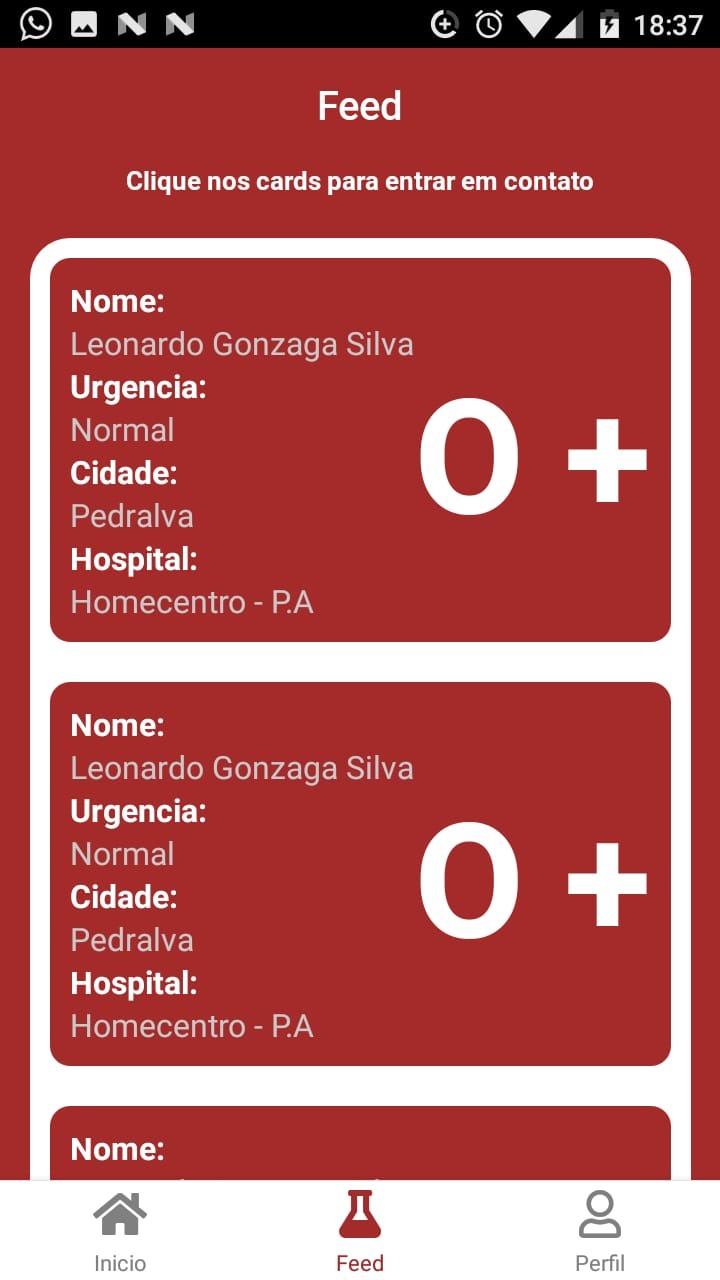 18:37
Feed
Clique nos cards para entrar em contato
Nome:
Leonardo Gonzaga Silva
Urgencia:
Normal
Cidade:
Pedralva
Hospital:
Homecentro - P.A
O +
Nome:
Leonardo Gonzaga Silva
Urgencia:
Normal
Cidade:
Pedralva
Hospital:
Homecentro - P.A
O +
Nome:
Inicio
Feed
Perfil